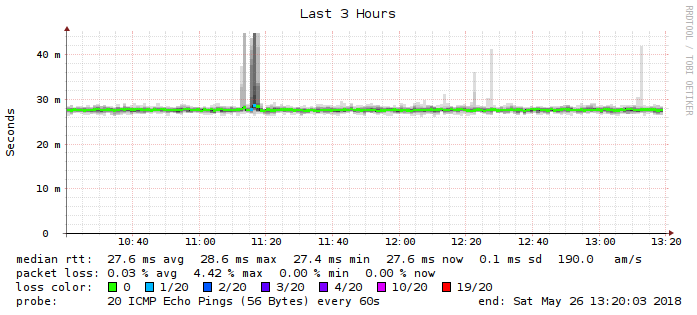 Last 3 Hours
RRDTOOL / TOBI OETIKER
Seconds
40 m
30 m
20 m
10 m
0
10:40 11:00 11:20 11:40 12:00 12:20 12:40 13:00 13:20
median rtt: 27.6 ms avg 28.6 ms max 27.4 ms min 27.6 ms now 0.1 ms sd 190.0 am/s
packet loss: 0.03 % avg 4.42 % max 0.00 % min 0.00 % now
loss color: 0 1/20 2/20 3/20 4/20 10/20 19/20
probe: 20 ICMP Echo Pings (56 Bytes) every 60s end: Sat May 26 13:20:03 2018